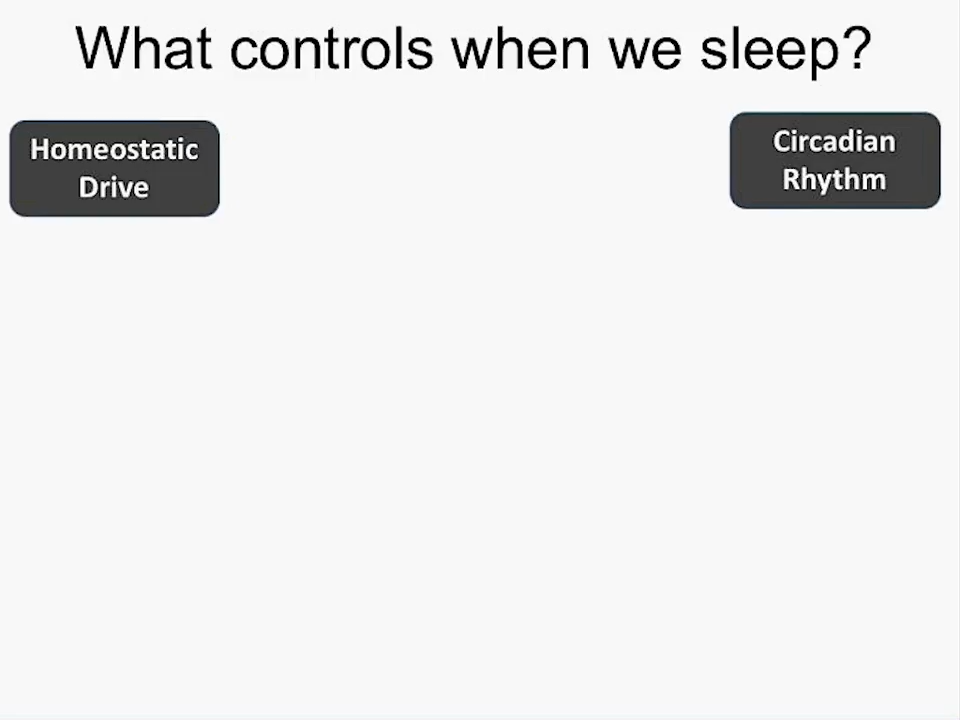 What controls when we sleep?
Homeostatic
Drive
Circadian
Rhythm